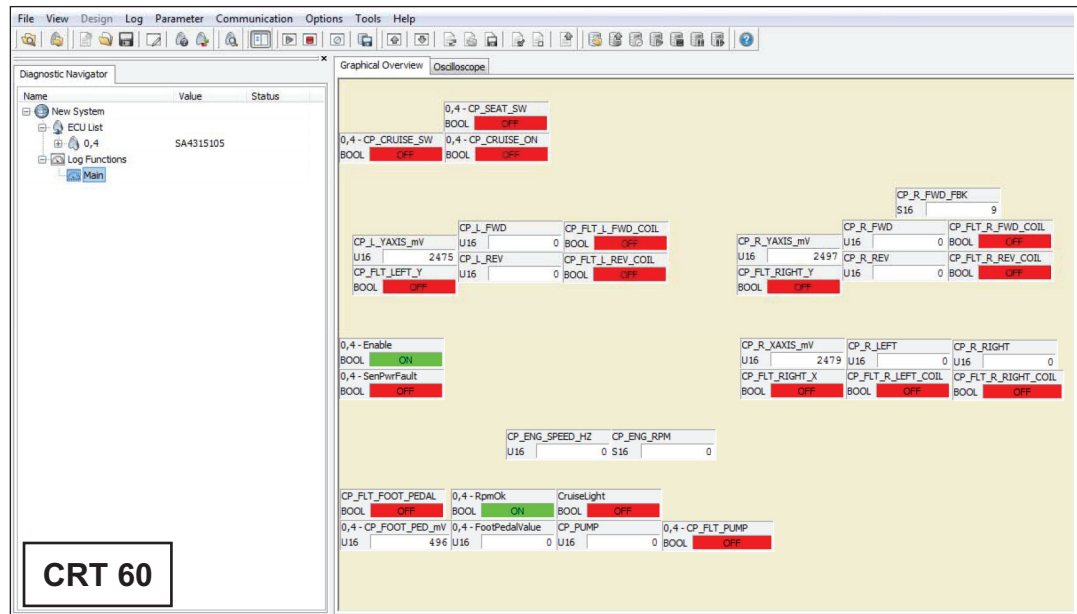 File View Design Log Parameter Communication Options Tools Help
Diagnostic Navigator
Name Value Status
New System
ECU List
0,4 SA4315105
Log Functions
Main
Graphical Overview Oscilloscope
0,4 - CP_SEAT_SW
BOOL OFF
0,4 - CP_CRUISE_SW 0,4 - CP_CRUISE_ON
BOOL OFF BOOL OFF
CP_R_FWD_FBK
S16 9
CP_L_FWD CP_FLT_L_FWD_COIL
CP_L_YAXIS_mV U16 0 BOOL OFF
U16 2475 CP_L_REV CP_FLT_L_REV_COIL
CP_FLT_LEFT_Y U16 0 BOOL OFF
BOOL OFF
CP_R_FWD CP_FLT_R_FWD_COIL
CP_R_YAXIS_mV U16 0 BOOL OFF
U16 2497 CP_R_REV CP_FLT_R_REV_COIL
CP_FLT_RIGHT_Y U16 0 BOOL OFF
BOOL OFF
0,4 - Enable
BOOL ON
0,4 - SenPwrFault
BOOL OFF
CP_R_XAXIS_mV CP_R_LEFT CP_R_RIGHT
U16 2479 U16 0 U16 0
CP_FLT_RIGHT_X CP_FLT_R_LEFT_COIL CP_FLT_R_RIGHT_COIL
BOOL OFF BOOL OFF BOOL OFF
CP_ENG_SPEED_HZ CP_ENG_RPM
U16 0 S16 0
CP_FLT_FOOT_PEDAL 0,4 - RpmOk CruiseLight
BOOL OFF BOOL ON BOOL OFF
0,4 - CP_FOOT_PED_mV 0,4 - FootPedalValue CP_PUMP 0,4 - CP_FLT_PUMP
U16 496 U16 0 U16 0 BOOL OFF
CRT 60